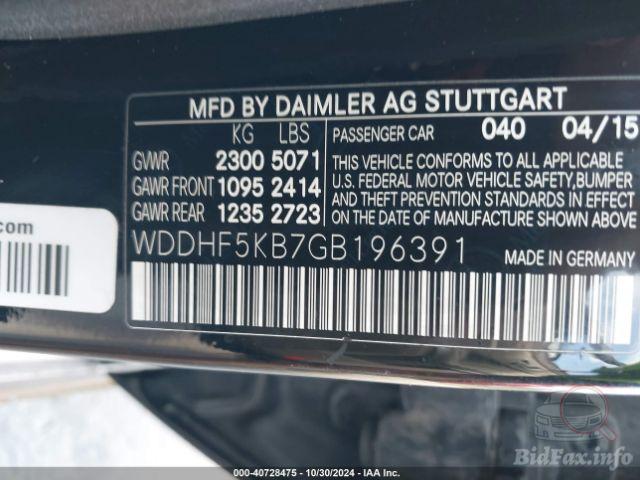 MFD BY DAIMLER AG STUTTGART
KG LBS
PASSENGER CAR 040 04/15
GVWR 2300 5071
GAWR FRONT 1095 2414
GAWR REAR 1235 2723
THIS VEHICLE CONFORMS TO ALL APPLICABLE
U.S. FEDERAL MOTOR VEHICLE SAFETY, BUMPER
AND THEFT PREVENTION STANDARDS IN EFFECT
ON THE DATE OF MANUFACTURE SHOWN ABOVE.
WDDHF5KB7GB196391
MADE IN GERMANY
.com
BidFax.info
000-40728475 - 10/30/2024 - IAA Inc.